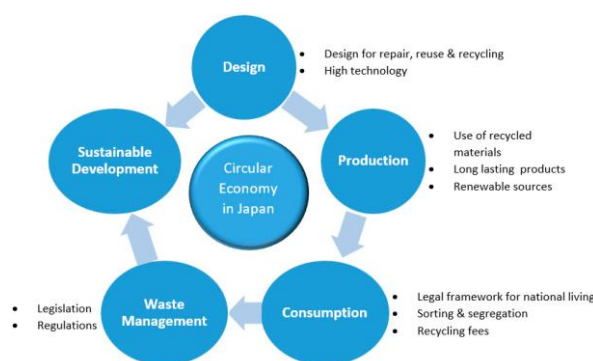 Design
• Design for repair, reuse & recycling
• High technology
Sustainable
Development
Circular
Economy
in Japan
Production
• Use of recycled
materials
• Long lasting products
• Renewable sources
• Legislation
• Regulations
Waste
Management
Consumption
• Legal framework for national living
• Sorting & segregation
• Recycling fees